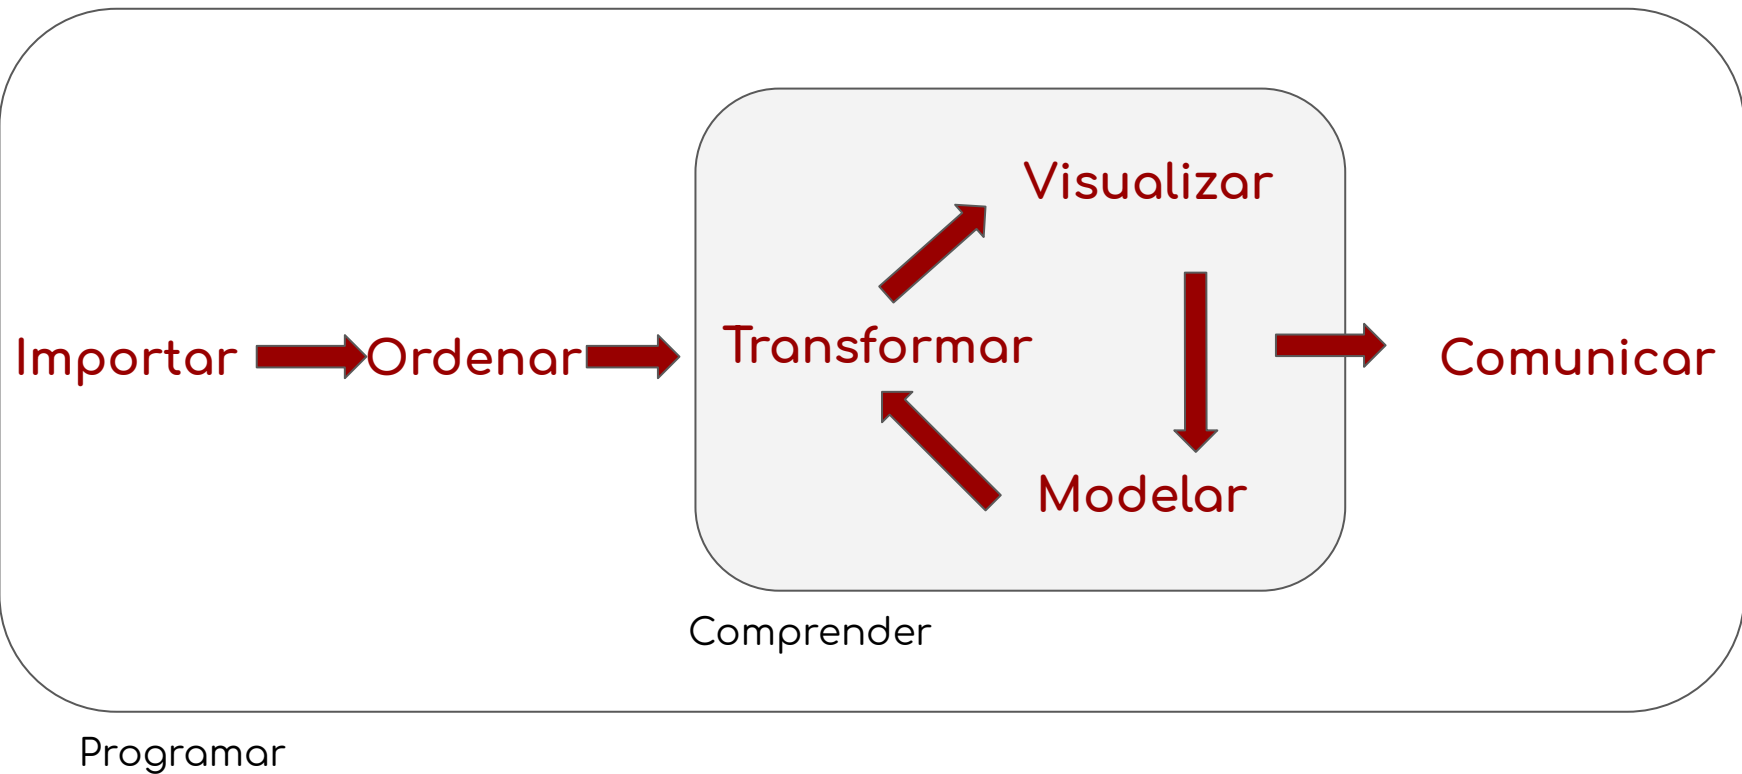 Importar
Ordenar
Transformar
Visualizar
Modelar
Comunicar
Comprender
Programar